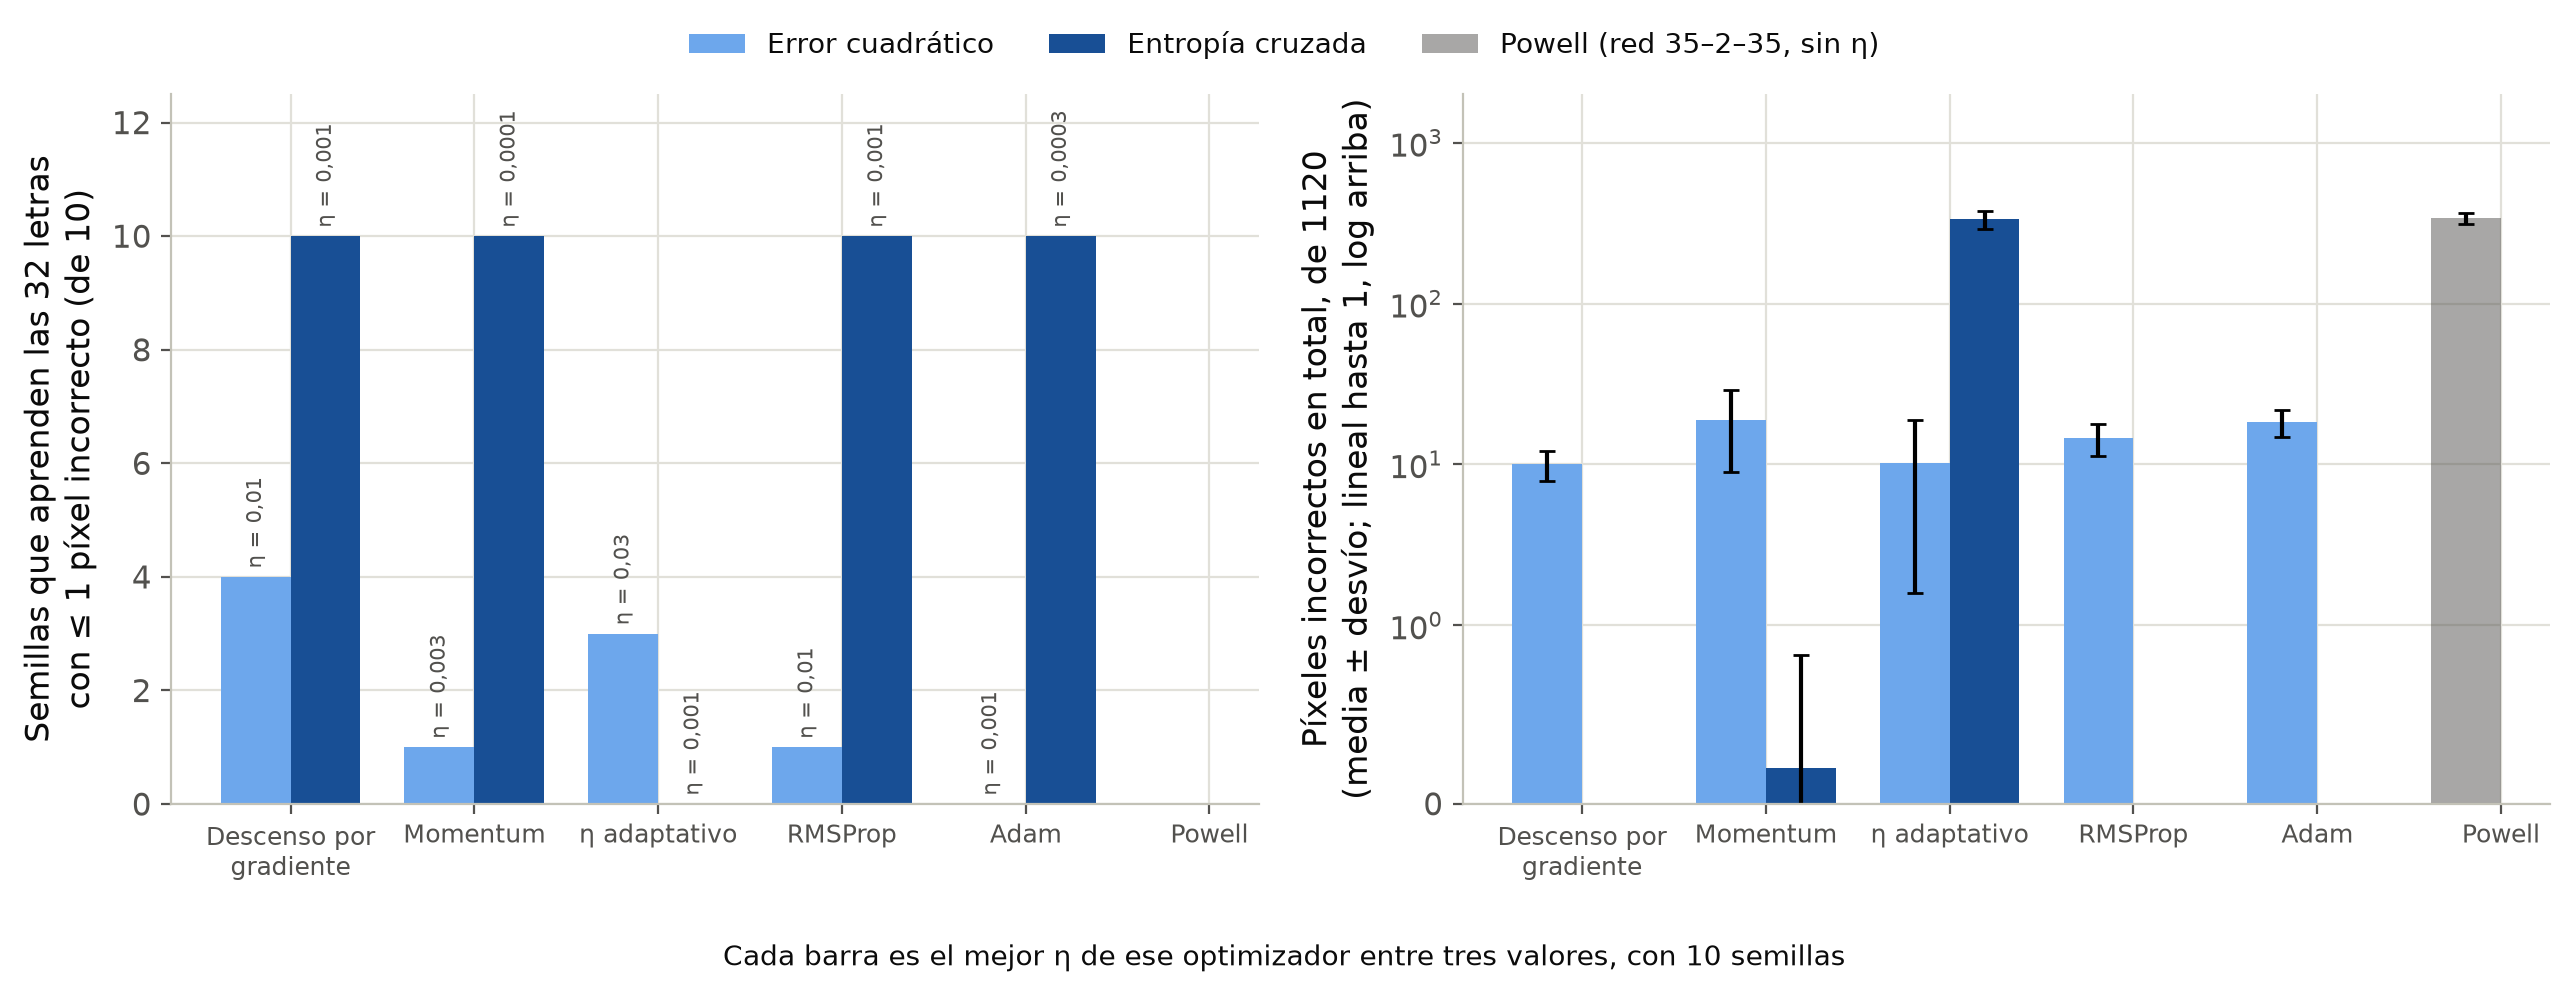 Error cuadrático
Entropía cruzada
Powell (red 35–2–35, sin η)
Semillas que aprenden las 32 letras
con ≤ 1 píxel incorrecto (de 10)
12
10
8
6
4
2
0
η = 0,01
η = 0,001
η = 0,003
η = 0,0001
η = 0,03
η = 0,001
η = 0,01
η = 0,001
η = 0,001
η = 0,0003
Descenso por
gradiente
Momentum
η adaptativo
RMSProp
Adam
Powell
Píxeles incorrectos en total, de 1120
(media ± desvío; lineal hasta 1, log arriba)
10³
10²
10¹
10⁰
0
Descenso por
gradiente
Momentum
η adaptativo
RMSProp
Adam
Powell
Cada barra es el mejor η de ese optimizador entre tres valores, con 10 semillas